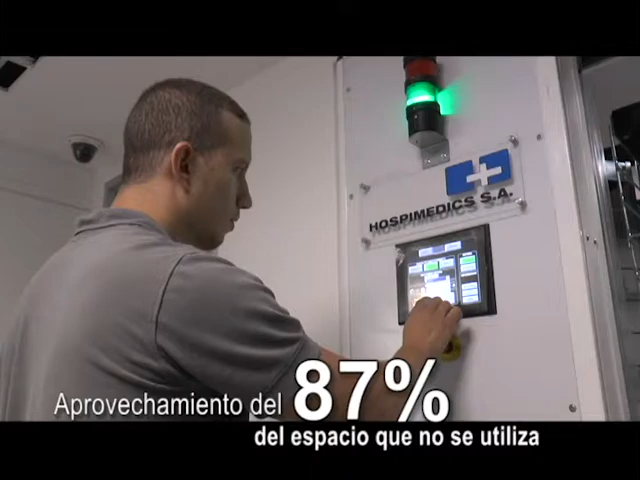 HOSPIMEDICS S.A.
Aprovechamiento del 87%
del espacio que no se utiliza